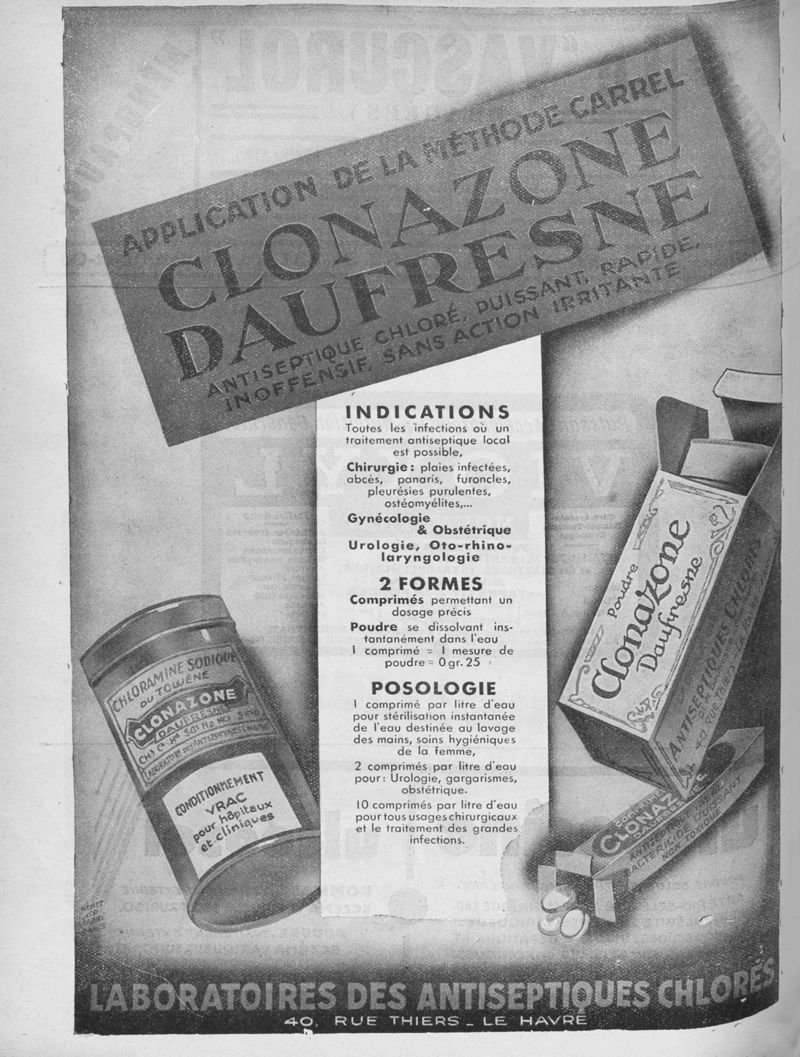 APPLICATION DE LA MÉTHODE CARREL
CLONAZONE
DAUFRESNE
ANTISEPTIQUE CHLORÉ, PUISSANT, RAPIDE,
INOFFENSIF, SANS ACTION IRRITANTE
INDICATIONS
Toutes les infections où un
traitement antiseptique local
est possible,
Chirurgie : plaies infectées,
abcès, panaris, furoncles,
pleurésies purulentes,
ostéomyélites,...
Gynécologie
& Obstétrique
Urologie, Oto-rhino-
laryngologie
2 FORMES
Comprimés permettant un
dosage précis
Poudre se dissolvant ins-
tantanément dans l'eau
1 comprimé = 1 mesure de
poudre = 0 gr. 25
POSOLOGIE
1 comprimé par litre d'eau
pour stérilisation instantanée
de l'eau destinée au lavage
des mains, soins hygiéniques
de la femme,
2 comprimés par litre d'eau
pour : Urologie, gargarismes,
obstétrique.
10 comprimés par litre d'eau
pour tous usages chirurgicaux
et le traitement des grandes
infections.
CHLORAMINE SODIQUE
DU TOLUÈNE
CLONAZONE
DAUFRESNE
CONDITIONNEMENT
VRAC
pour hôpitaux
et cliniques
Poudre
Clonazone
Daufresne
ANTISEPTIQUES CHLORÉS
CLONAZONE
BACTERICIDE PUISSANT
NON TOXIQUE
LABORATOIRES DES ANTISEPTIQUES CHLORÉS
40, RUE THIERS _ LE HAVRE